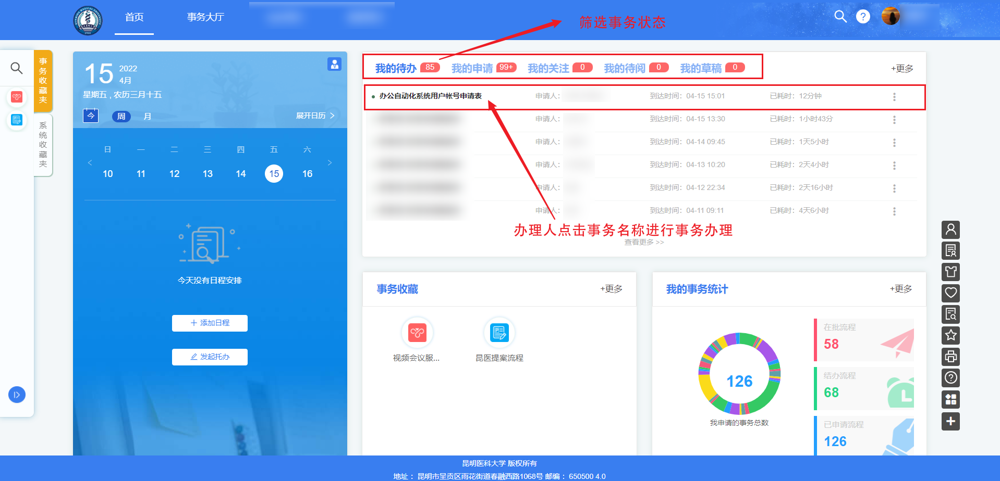 首页
事务大厅
筛选事务状态
?
事务收藏夹
系统收藏夹
15
2022
4月
星期五 , 农历三月十五
今
周
月
展开日历 >
日 一 二 三 四 五 六
< 10 11 12 13 14 15 16 >
今天没有日程安排
+ 添加日程
发起托办
我的待办 85 我的申请 99+ 我的关注 0 我的待阅 0 我的草稿 0
+更多
办公自动化系统用户帐号申请表 申请人: 到达时间：04-15 15:01 已耗时：12分钟
申请人: 到达时间：04-15 13:30 已耗时：1小时43分
申请人: 到达时间：04-14 09:45 已耗时：1天5小时
申请人: 到达时间：04-13 10:20 已耗时：2天4小时
申请人: 到达时间：04-12 22:34 已耗时：2天16小时
申请人: 到达时间：04-11 09:11 已耗时：4天6小时
办理人点击事务名称进行事务办理
查看更多 >>
事务收藏
+更多
视频会议服...
昆医提案流程
我的事务统计
+更多
126
我申请的事务总数
在批流程
58
结办流程
68
已申请流程
126
昆明医科大学 版权所有
地址： 昆明市呈贡区雨花街道春融西路1068号 邮编： 650500 4.0